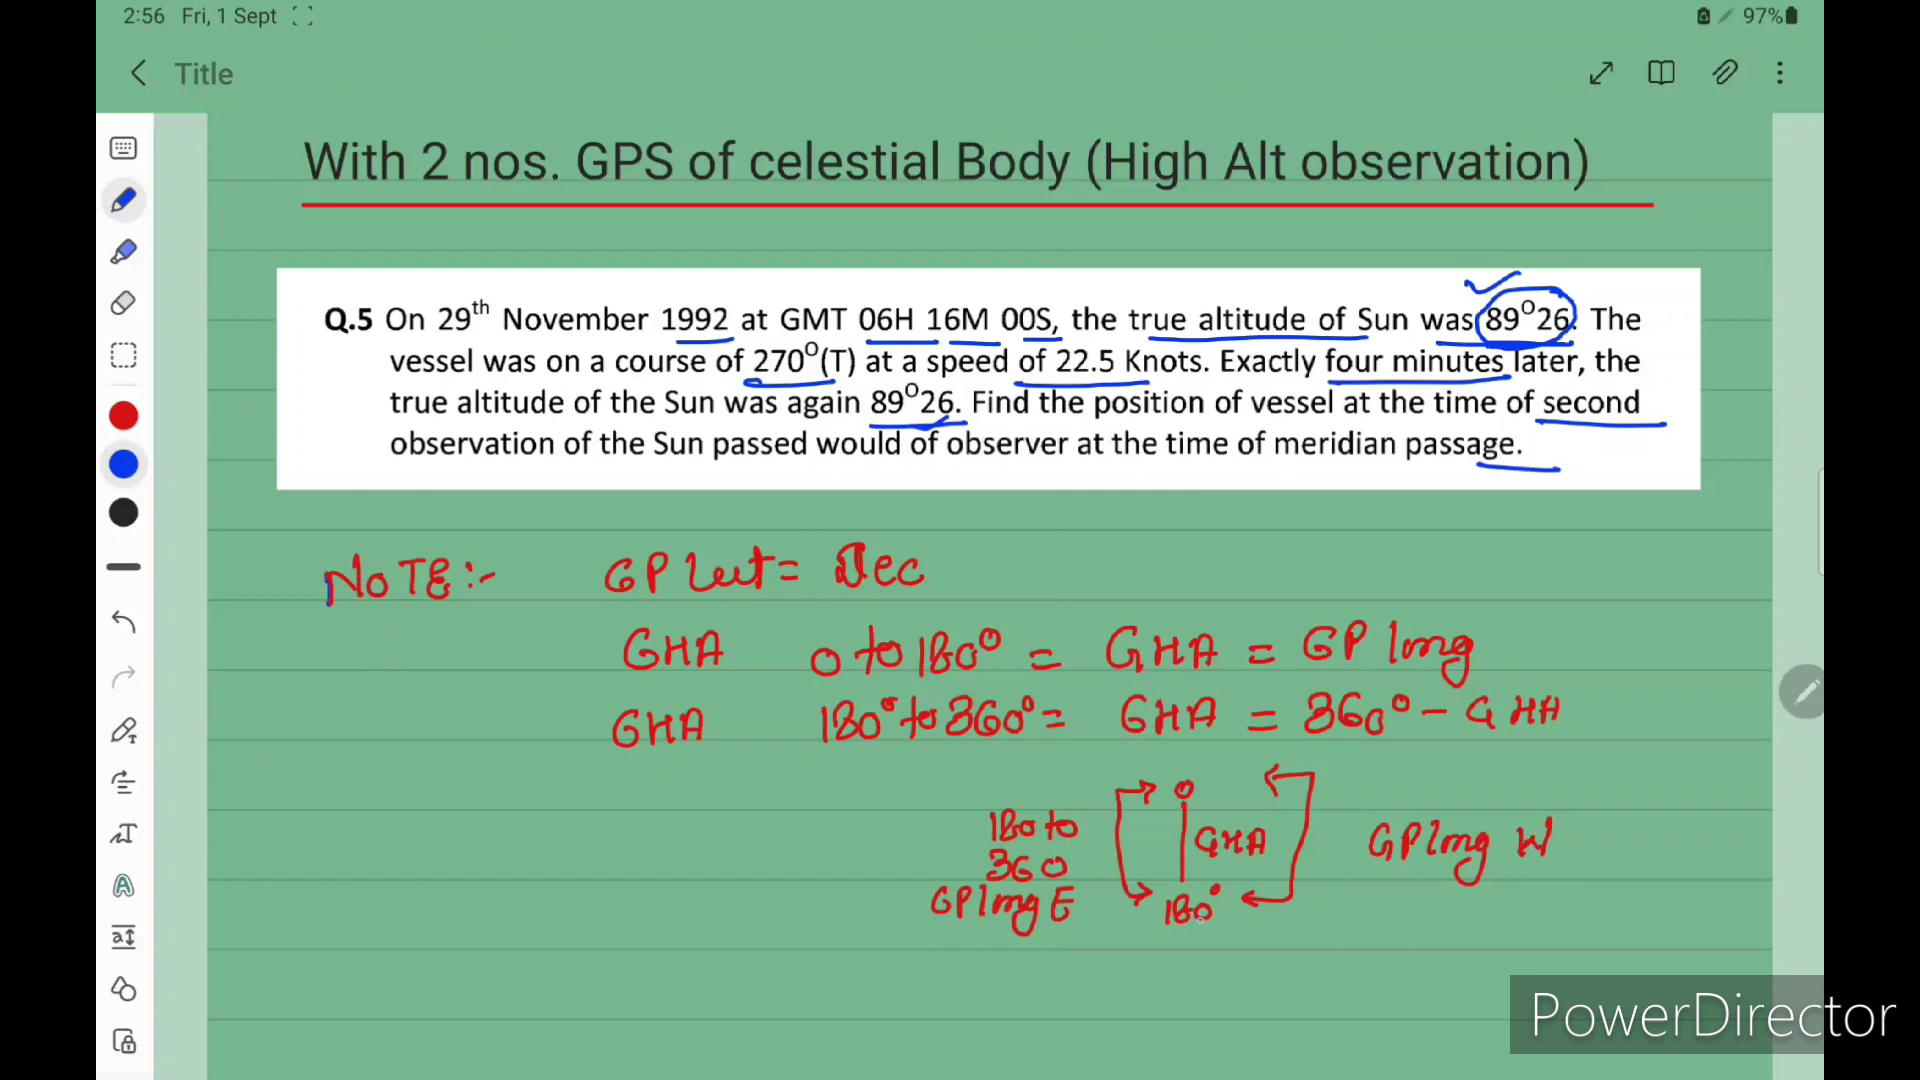 2:56 Fri, 1 Sept
97%
Title
With 2 nos. GPS of celestial Body (High Alt observation)
Q.5 On 29th November 1992 at GMT 06H 16M 00S, the true altitude of Sun was 89O26. The
vessel was on a course of 270O(T) at a speed of 22.5 Knots. Exactly four minutes later, the
true altitude of the Sun was again 89O26. Find the position of vessel at the time of second
observation of the Sun passed would of observer at the time of meridian passage.
NOTE:- GP Lat = Dec
GHA 0 to 180° = GHA = GP long
GHA 180° to 360° = GHA = 360° - GHA
0
180 to
360
GP long E
GHA
GP long W
180°
PowerDirector